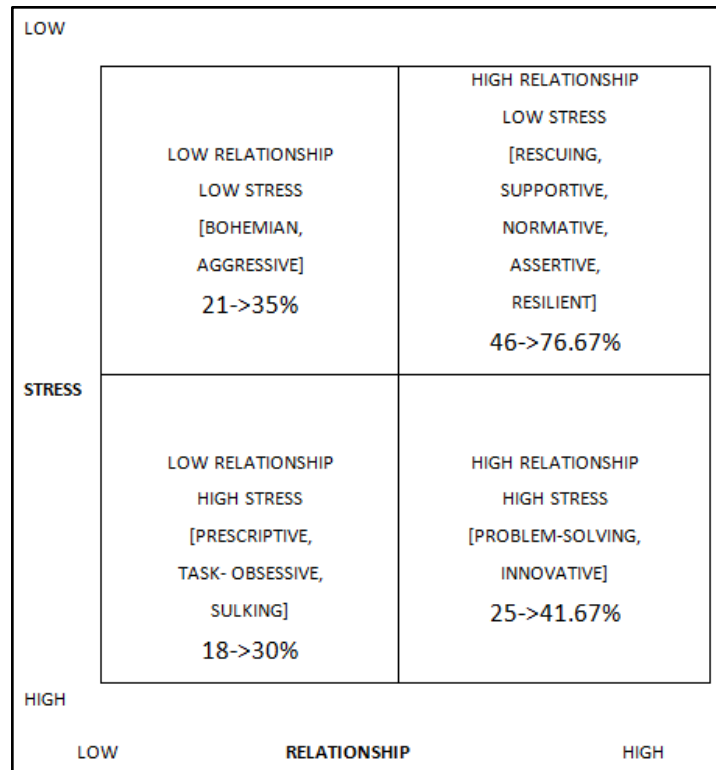 LOW
LOW RELATIONSHIP
LOW STRESS
[BOHEMIAN,
AGGRESSIVE]
21->35%
HIGH RELATIONSHIP
LOW STRESS
[RESCUING,
SUPPORTIVE,
NORMATIVE,
ASSERTIVE,
RESILIENT]
46->76.67%
STRESS
LOW RELATIONSHIP
HIGH STRESS
[PRESCRIPTIVE,
TASK- OBSESSIVE,
SULKING]
18->30%
HIGH RELATIONSHIP
HIGH STRESS
[PROBLEM-SOLVING,
INNOVATIVE]
25->41.67%
HIGH
LOW RELATIONSHIP HIGH